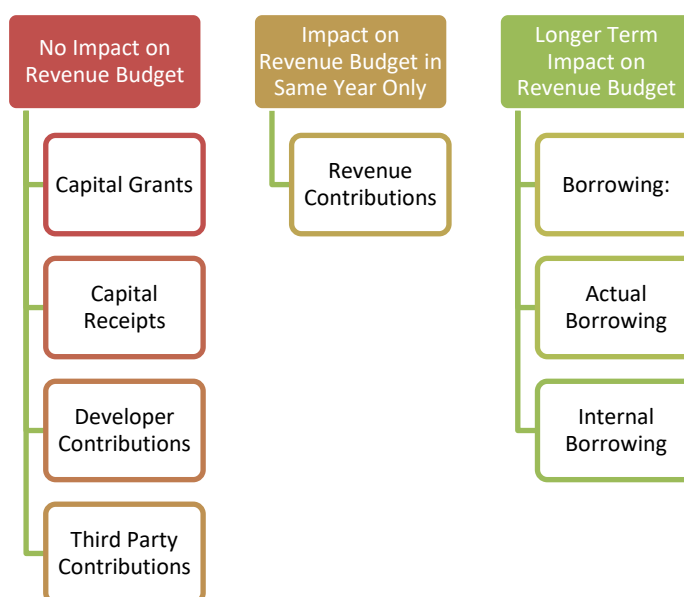 No Impact on
Revenue Budget
Capital Grants
Capital
Receipts
Developer
Contributions
Third Party
Contributions
Impact on
Revenue Budget in
Same Year Only
Revenue
Contributions
Longer Term
Impact on
Revenue Budget
Borrowing:
Actual
Borrowing
Internal
Borrowing